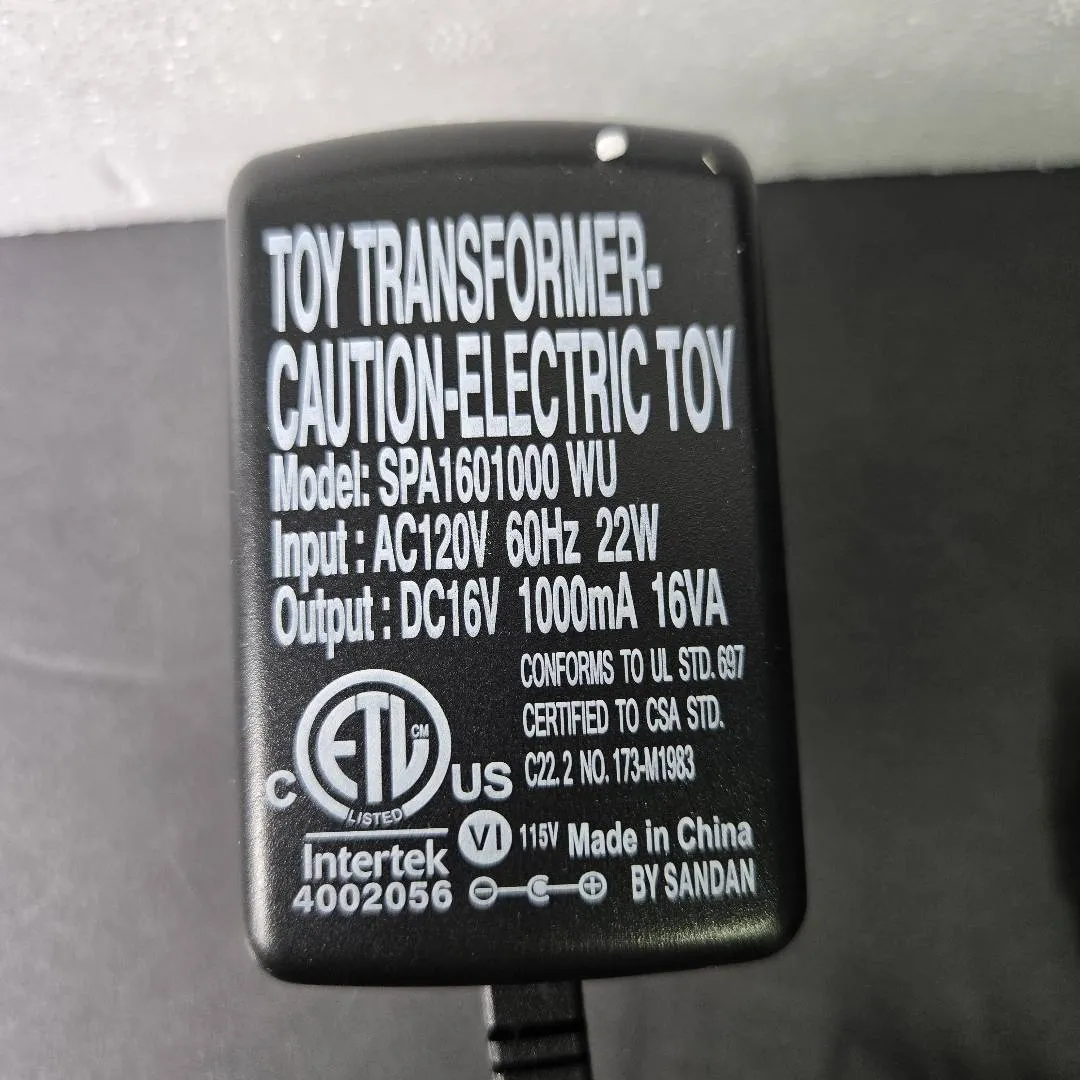 TOY TRANSFORMER-
CAUTION-ELECTRIC TOY
Model: SPA1601000 WU
Input : AC120V 60Hz 22W
Output : DC16V 1000mA 16VA
CONFORMS TO UL STD. 697
CERTIFIED TO CSA STD.
C22. 2 NO. 173-M1983
C ETL CM US
LISTED
Intertek
4002056
VI 115V Made in China
BY SANDAN